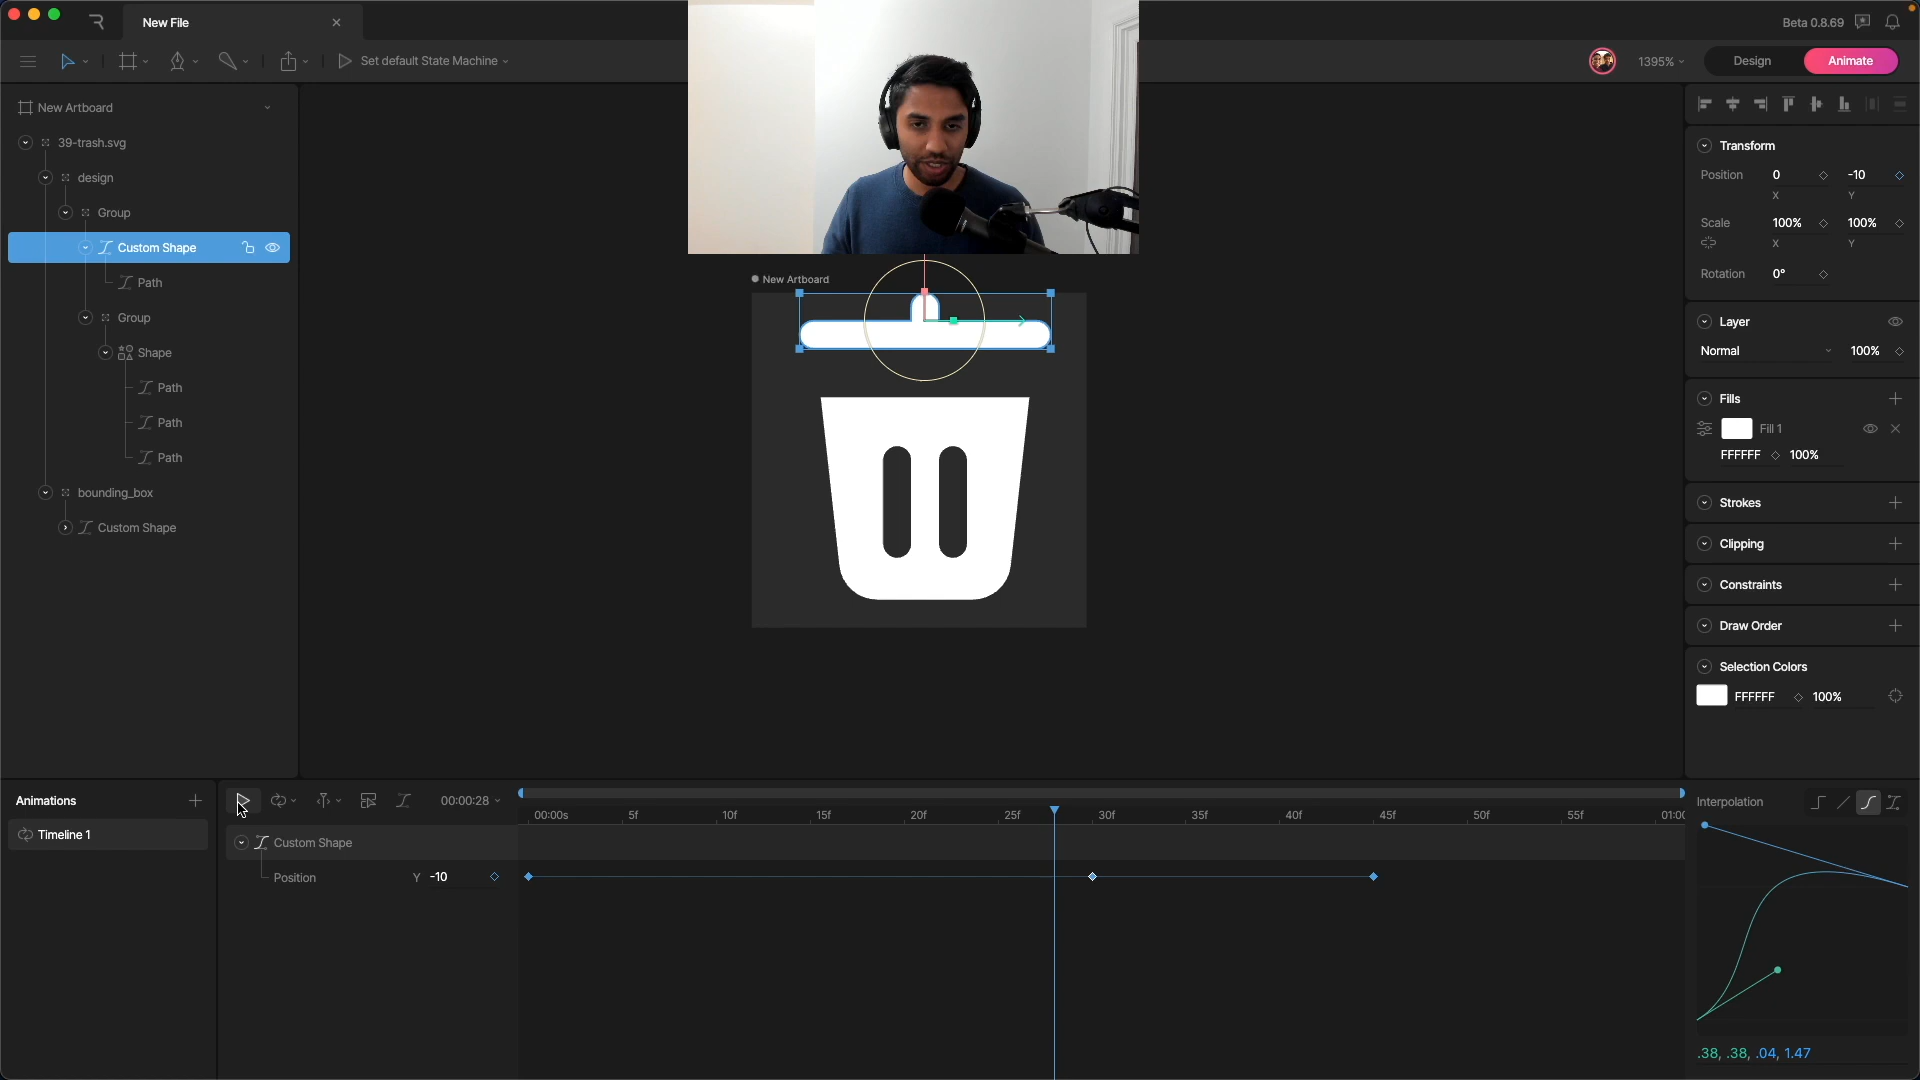 New File
Beta 0.8.69
Set default State Machine
1395%
Design
Animate
New Artboard
39-trash.svg
design
Group
Custom Shape
Path
Group
Shape
Path
Path
Path
bounding_box
Custom Shape
New Artboard
Transform
Position 0 -10
X Y
Scale 100% 100%
X Y
Rotation 0°
Layer
Normal 100%
Fills
Fill 1
FFFFFF 100%
Strokes
Clipping
Constraints
Draw Order
Selection Colors
FFFFFF 100%
Animations
Timeline 1
00:00:28
00:00s 5f 10f 15f 20f 25f 30f 35f 40f 45f 50f 55f 01:00
Custom Shape
Position Y -10
Interpolation
.38, .38, .04, 1.47